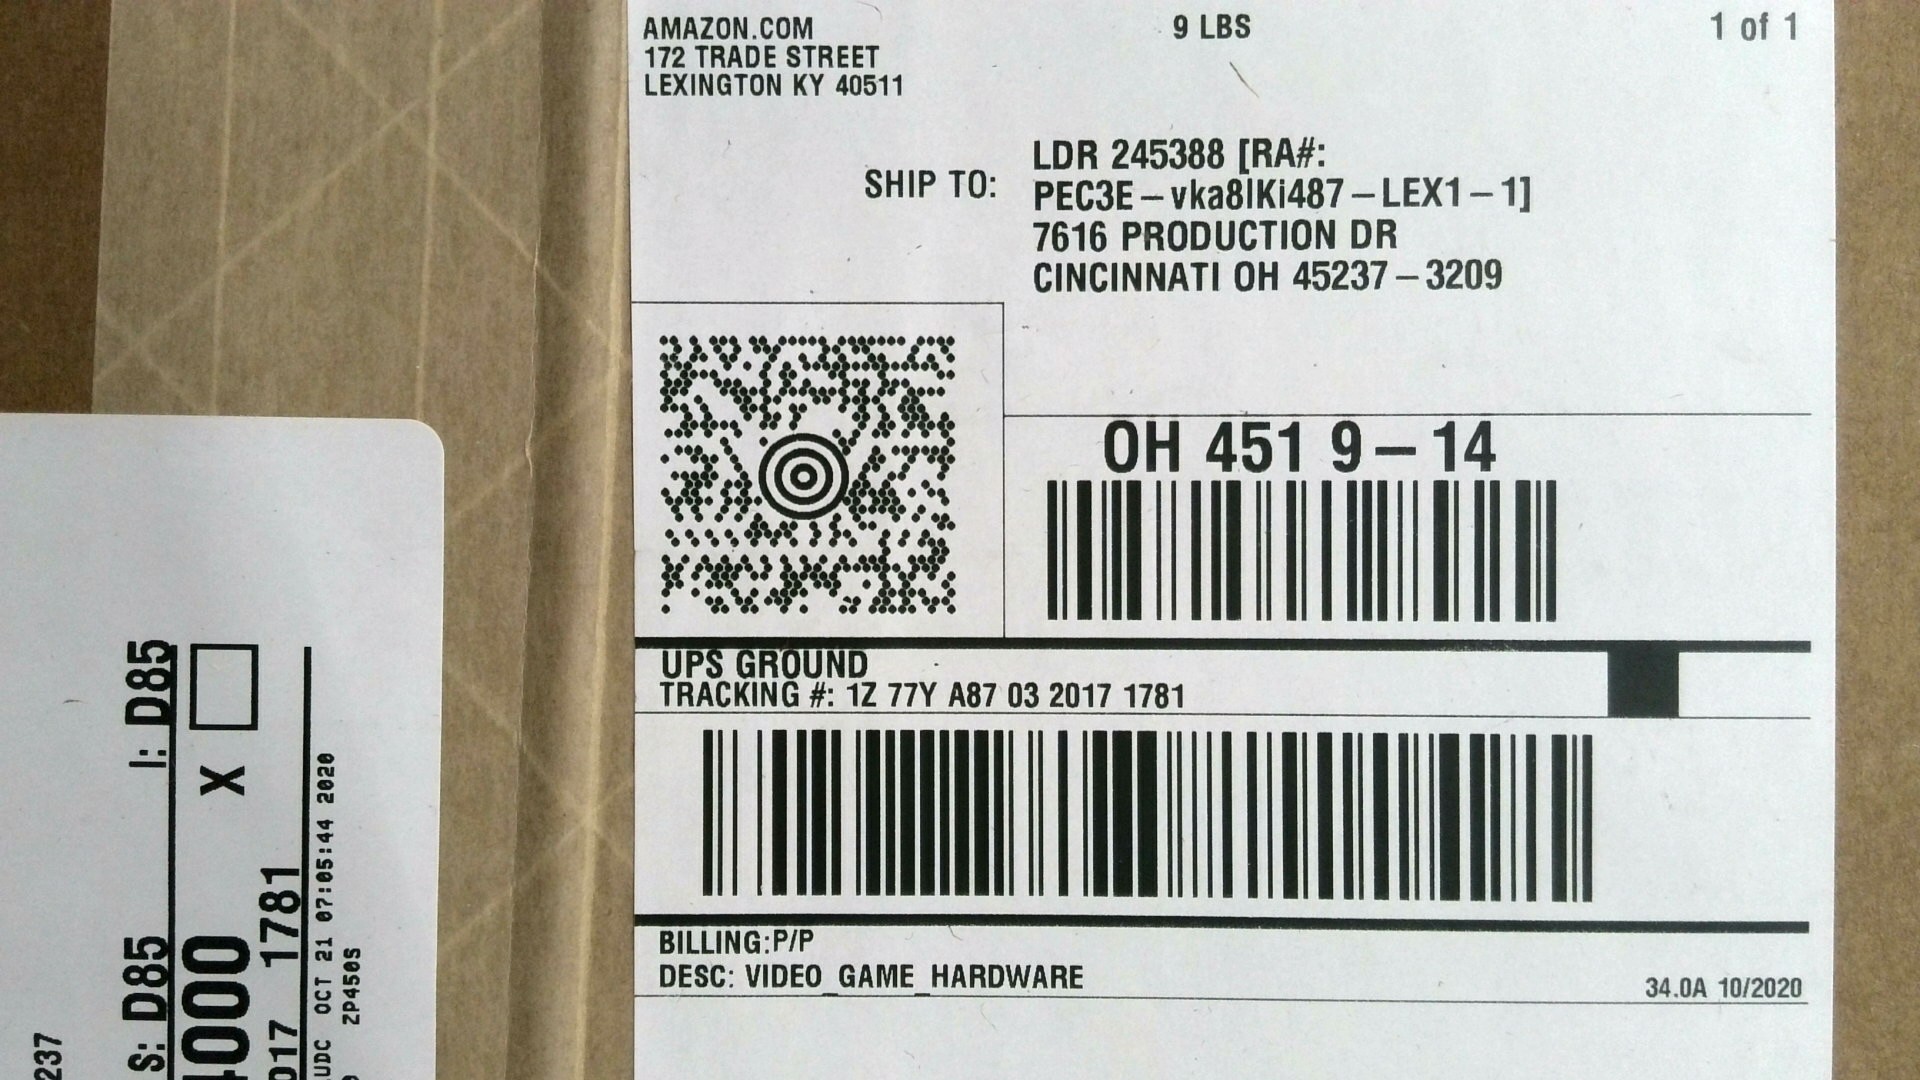 AMAZON.COM
172 TRADE STREET
LEXINGTON KY 40511
9 LBS
1 of 1
SHIP TO:
LDR 245388 [RA#:
PEC3E-vka8lKi487-LEX1-1]
7616 PRODUCTION DR
CINCINNATI OH 45237-3209
OH 451 9-14
UPS GROUND
TRACKING #: 1Z 77Y A87 03 2017 1781
BILLING:P/P
DESC: VIDEO_GAME_HARDWARE
34.0A 10/2020
S: D85 I: D85
000 X
017 1781
OCT 21 07:05:44 2020
ZP450S
237